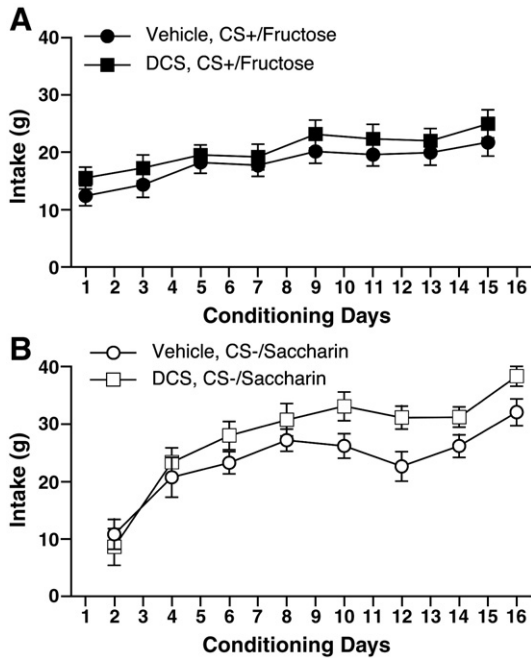 A
Vehicle, CS+/Fructose
DCS, CS+/Fructose
Intake (g)
40
30
20
10
0
1 2 3 4 5 6 7 8 9 10 11 12 13 14 15 16
Conditioning Days
B
Vehicle, CS-/Saccharin
DCS, CS-/Saccharin
Intake (g)
40
30
20
10
0
1 2 3 4 5 6 7 8 9 10 11 12 13 14 15 16
Conditioning Days